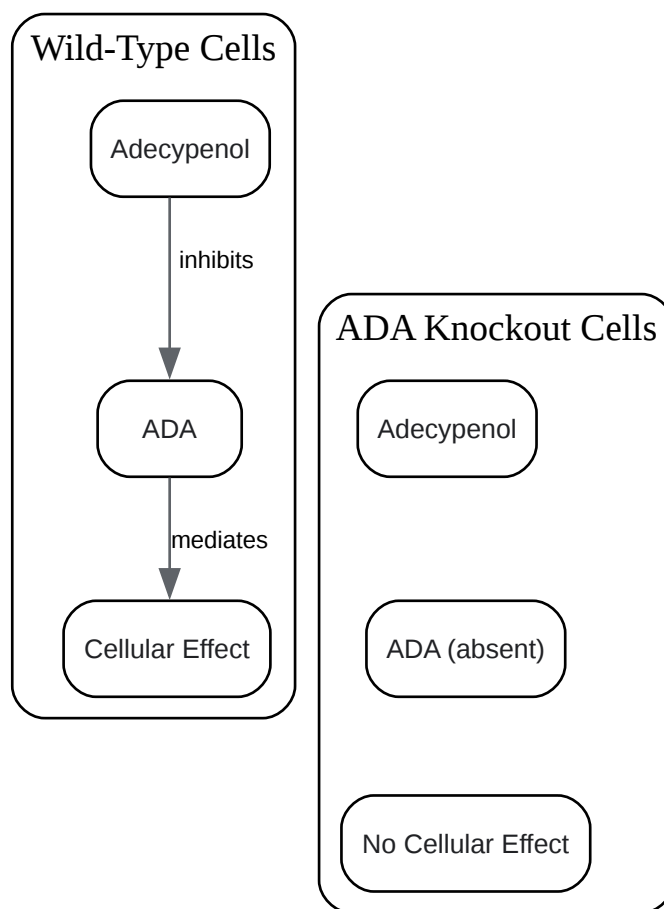 Wild-Type Cells
Adecypenol
inhibits
ADA
mediates
Cellular Effect
ADA Knockout Cells
Adecypenol
ADA (absent)
No Cellular Effect